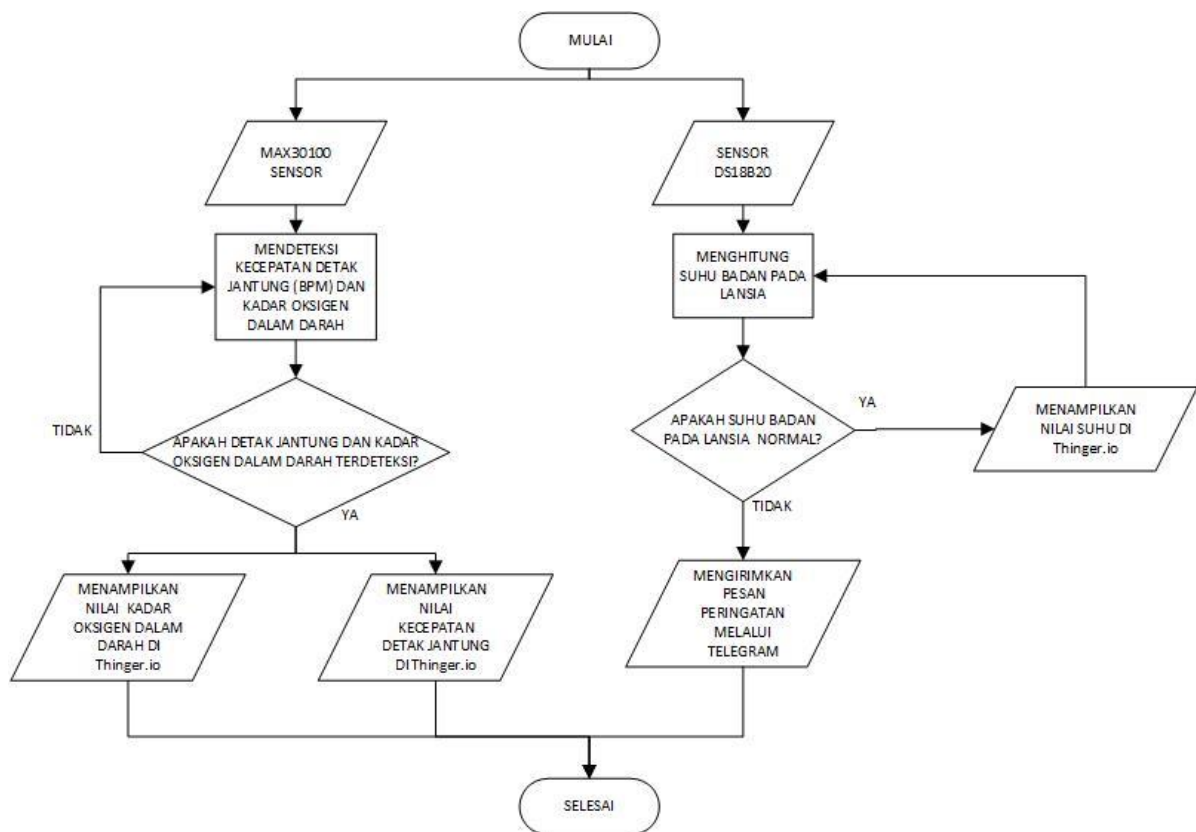 MULAI
MAX30100
SENSOR
SENSOR
DS18B20
MENDETEKSI
KECEPATAN DETAK
JANTUNG (BPM) DAN
KADAR OKSIGEN
DALAM DARAH
MENGHITUNG
SUHU BADAN PADA
LANSIA
TIDAK
APAKAH DETAK JANTUNG DAN KADAR
OKSIGEN DALAM DARAH TERDETEKSI?
YA
APAKAH SUHU BADAN
PADA LANSIA NORMAL?
YA
MENAMPILKAN
NILAI SUHU DI
Thinger.io
TIDAK
MENAMPILKAN
NILAI KADAR
OKSIGEN DALAM
DARAH DI
Thinger.io
MENAMPILKAN
NILAI
KECEPATAN
DETAK JANTUNG
DI Thinger.io
MENGIRIMKAN
PESAN
PERINGATAN
MELALUI
TELEGRAM
SELESAI